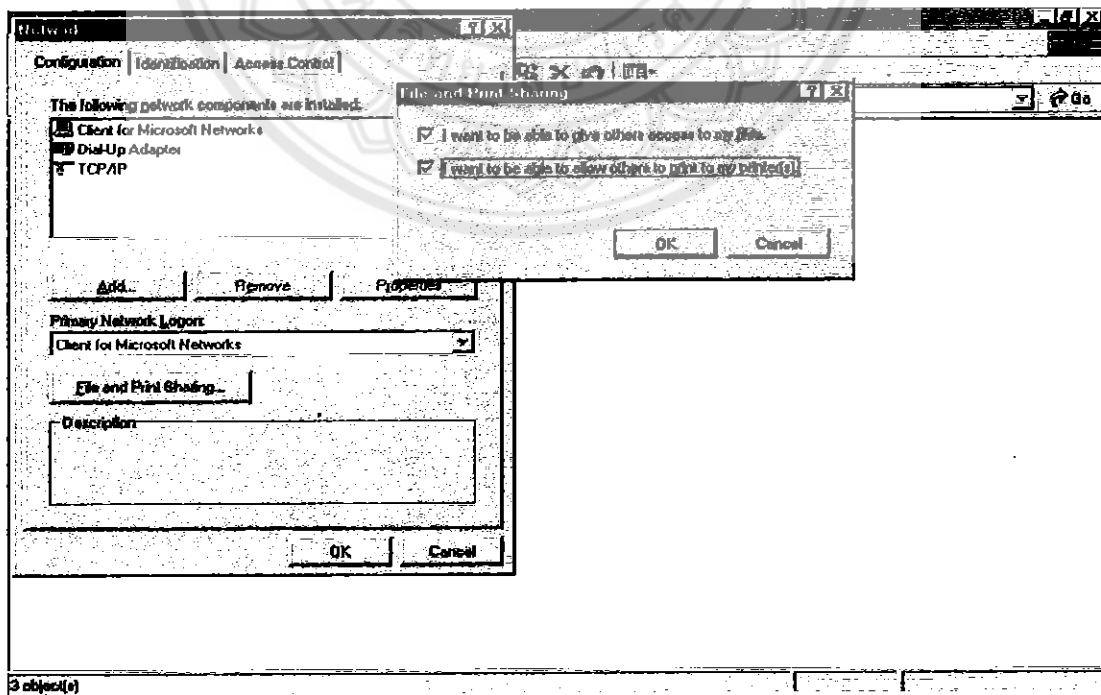 Network
Configuration Identification Access Control
The following network components are installed:
Client for Microsoft Networks
Dial-Up Adapter
TCP/IP
Add... Remove Properties
Primary Network Logon:
Client for Microsoft Networks
File and Print Sharing...
Description
OK Cancel
File and Print Sharing
I want to be able to give others access to my files.
I want to be able to allow others to print to my printer(s).
OK Cancel
Go
3 object(s)